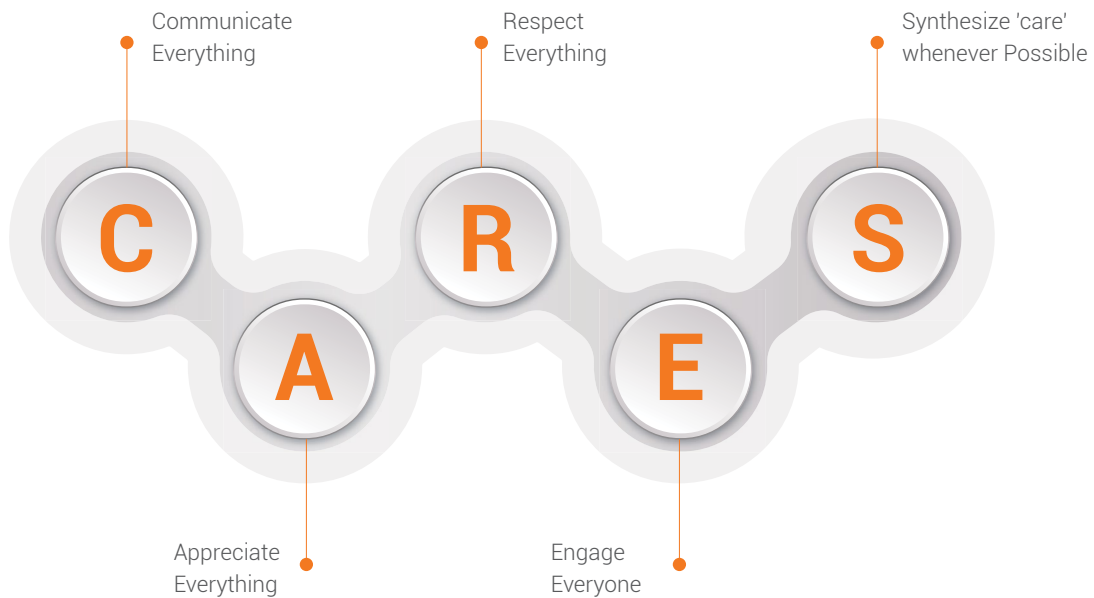 Communicate
Everything
Respect
Everything
Synthesize 'care'
whenever Possible
C
R
S
A
E
Appreciate
Everything
Engage
Everyone